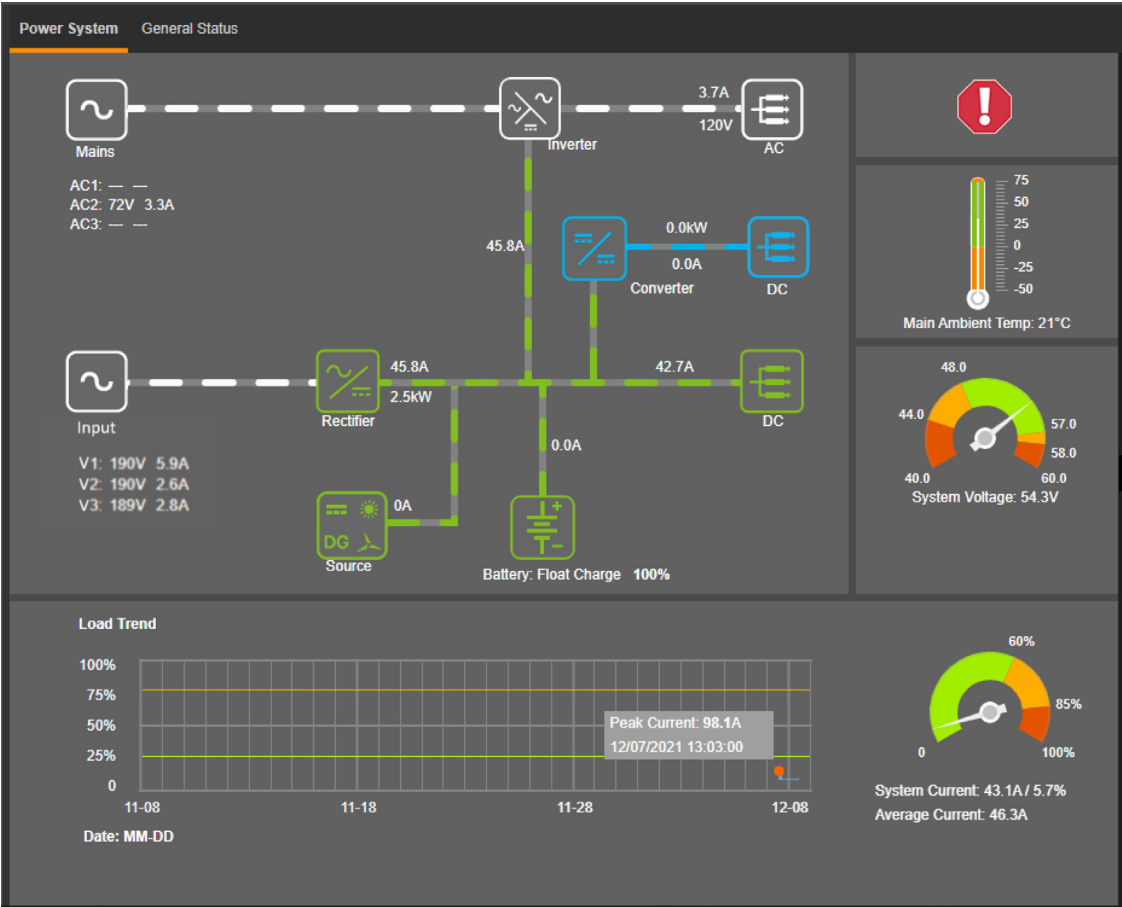 Power System General Status
Mains
AC1: --- ---
AC2: 72V 3.3A
AC3: --- ---
Inverter
3.7A
120V
AC
45.8A
0.0kW
0.0A
Converter
DC
Input
V1: 190V 5.9A
V2: 190V 2.6A
V3: 189V 2.8A
45.8A
2.5kW
Rectifier
42.7A
DC
0.0A
0A
DG
Source
+
-
Battery: Float Charge 100%
!
75
50
25
0
-25
-50
Main Ambient Temp: 21°C
48.0
44.0
57.0
58.0
40.0
60.0
System Voltage: 54.3V
Load Trend
100%
75%
50%
25%
0
Peak Current: 98.1A
12/07/2021 13:03:00
11-08 11-18 11-28 12-08
Date: MM-DD
60%
85%
0
100%
System Current: 43.1A / 5.7%
Average Current: 46.3A